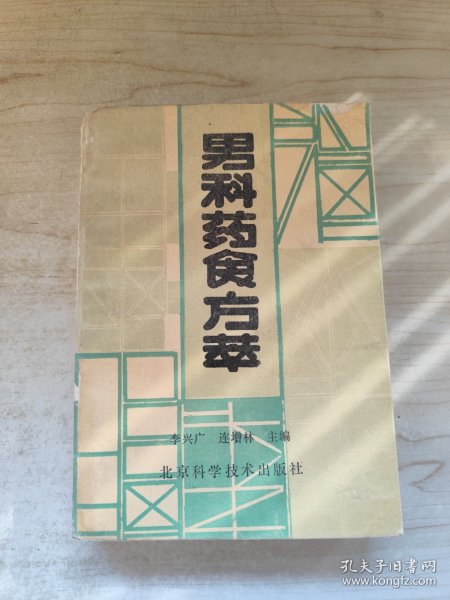 男科药食方萃
李兴广 连增林 主编
北京科学技术出版社
孔夫子旧书网
www.kongfz.com